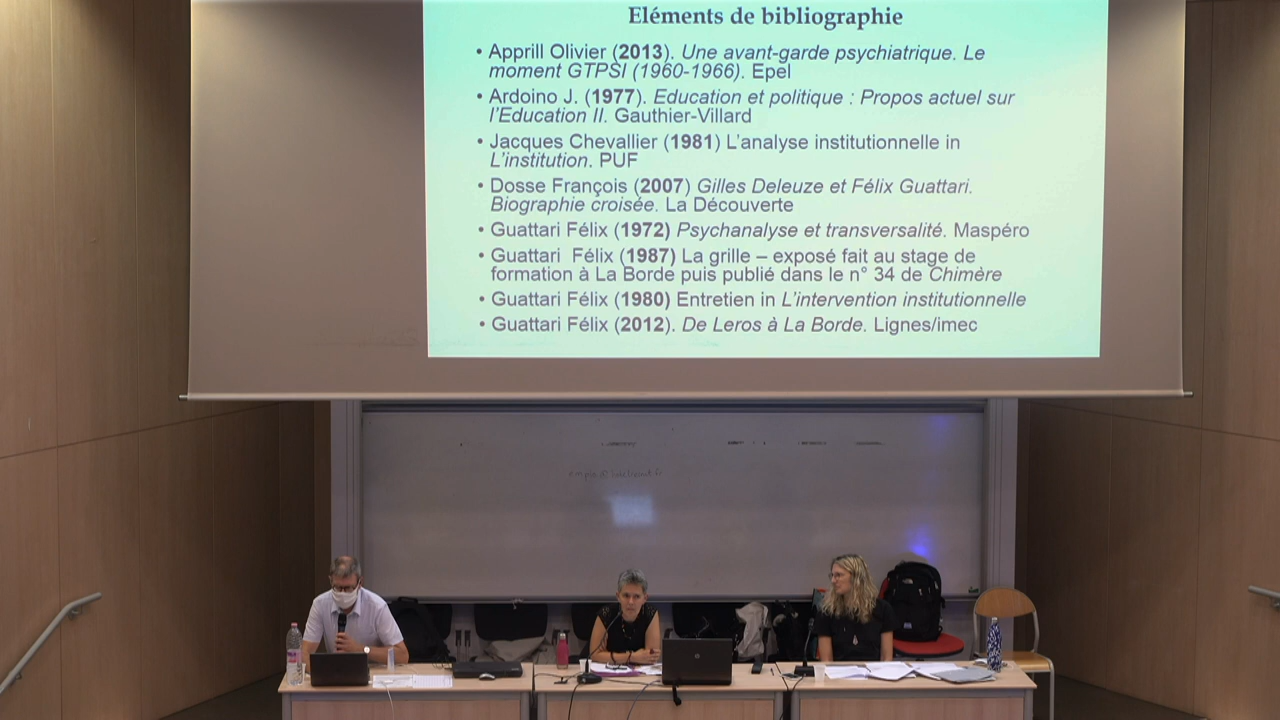 Eléments de bibliographie
• Apprill Olivier (2013). Une avant-garde psychiatrique. Le
moment GTPSI (1960-1966). Epel
• Ardoino J. (1977). Education et politique : Propos actuel sur
l'Education II. Gauthier-Villard
• Jacques Chevallier (1981) L'analyse institutionnelle in
L'institution. PUF
• Dosse François (2007) Gilles Deleuze et Félix Guattari.
Biographie croisée. La Découverte
• Guattari Félix (1972) Psychanalyse et transversalité. Maspéro
• Guattari Félix (1987) La grille – exposé fait au stage de
formation à La Borde puis publié dans le n° 34 de Chimère
• Guattari Félix (1980) Entretien in L'intervention institutionnelle
• Guattari Félix (2012). De Leros à La Borde. Lignes/imec